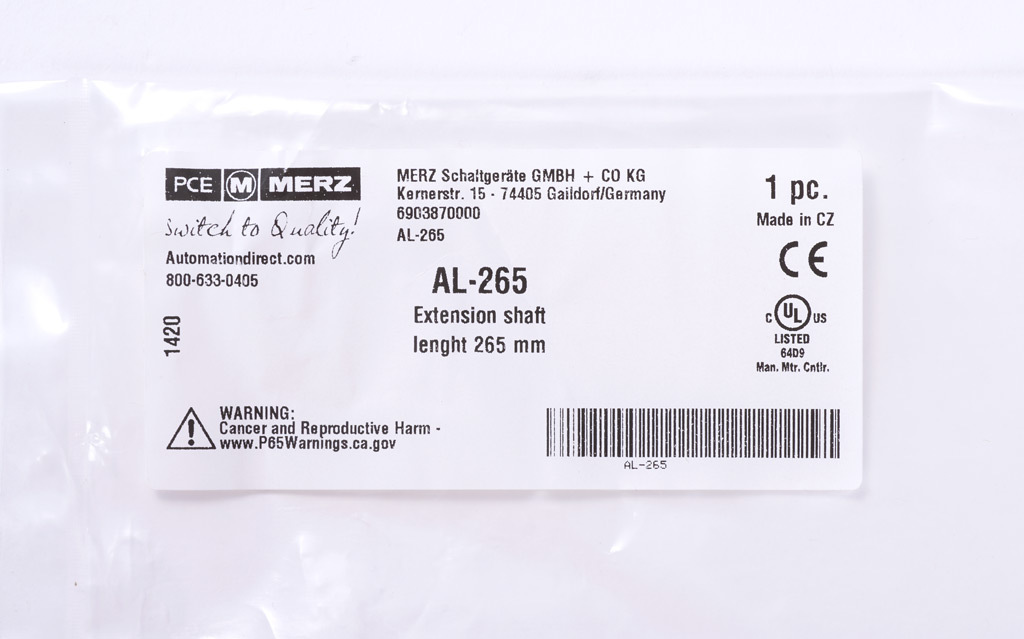 PCE M MERZ
switch to Quality!
Automationdirect.com
800-633-0405
1420
MERZ Schaltgeräte GMBH + CO KG
Kernerstr. 15 - 74405 Gaildorf/Germany
6903870000
AL-265
AL-265
Extension shaft
lenght 265 mm
1 pc.
Made in CZ
CE
C UL US
LISTED
64D9
Man. Mtr. Cntlr.
WARNING:
Cancer and Reproductive Harm -
www.P65Warnings.ca.gov
AL-265